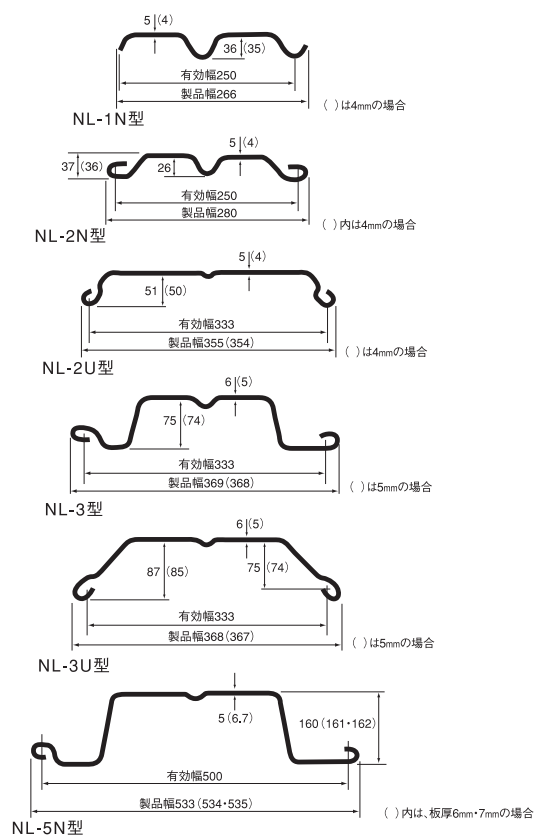 5 (4)
36 (35)
有効幅250
製品幅266
( )は4mmの場合
NL-1N型
5 (4)
37 (36)
26
有効幅250
製品幅280
( )内は4mmの場合
NL-2N型
5 (4)
51 (50)
有効幅333
製品幅355 (354)
( )は4mmの場合
NL-2U型
6 (5)
75 (74)
有効幅333
製品幅369 (368)
( )は5mmの場合
NL-3型
6 (5)
87 (85)
75 (74)
有効幅333
製品幅368 (367)
( )は5mmの場合
NL-3U型
5 (6.7)
160 (161・162)
有効幅500
製品幅533 (534・535)
( )内は、板厚6mm・7mmの場合
NL-5N型